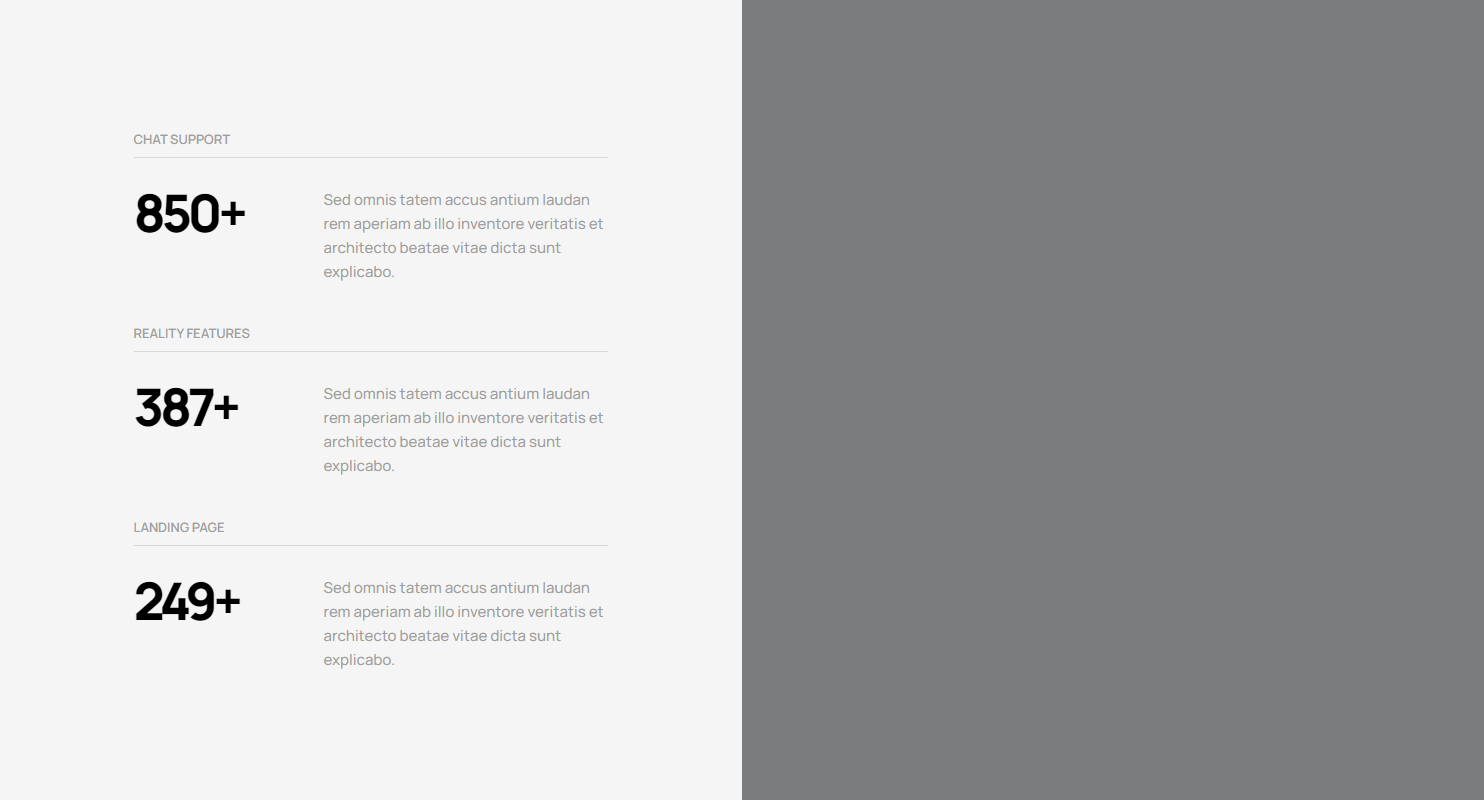 CHAT SUPPORT
850+
Sed omnis tatem accus antium laudan
rem aperiam ab illo inventore veritatis et
architecto beatae vitae dicta sunt
explicabo.
REALITY FEATURES
387+
Sed omnis tatem accus antium laudan
rem aperiam ab illo inventore veritatis et
architecto beatae vitae dicta sunt
explicabo.
LANDING PAGE
249+
Sed omnis tatem accus antium laudan
rem aperiam ab illo inventore veritatis et
architecto beatae vitae dicta sunt
explicabo.